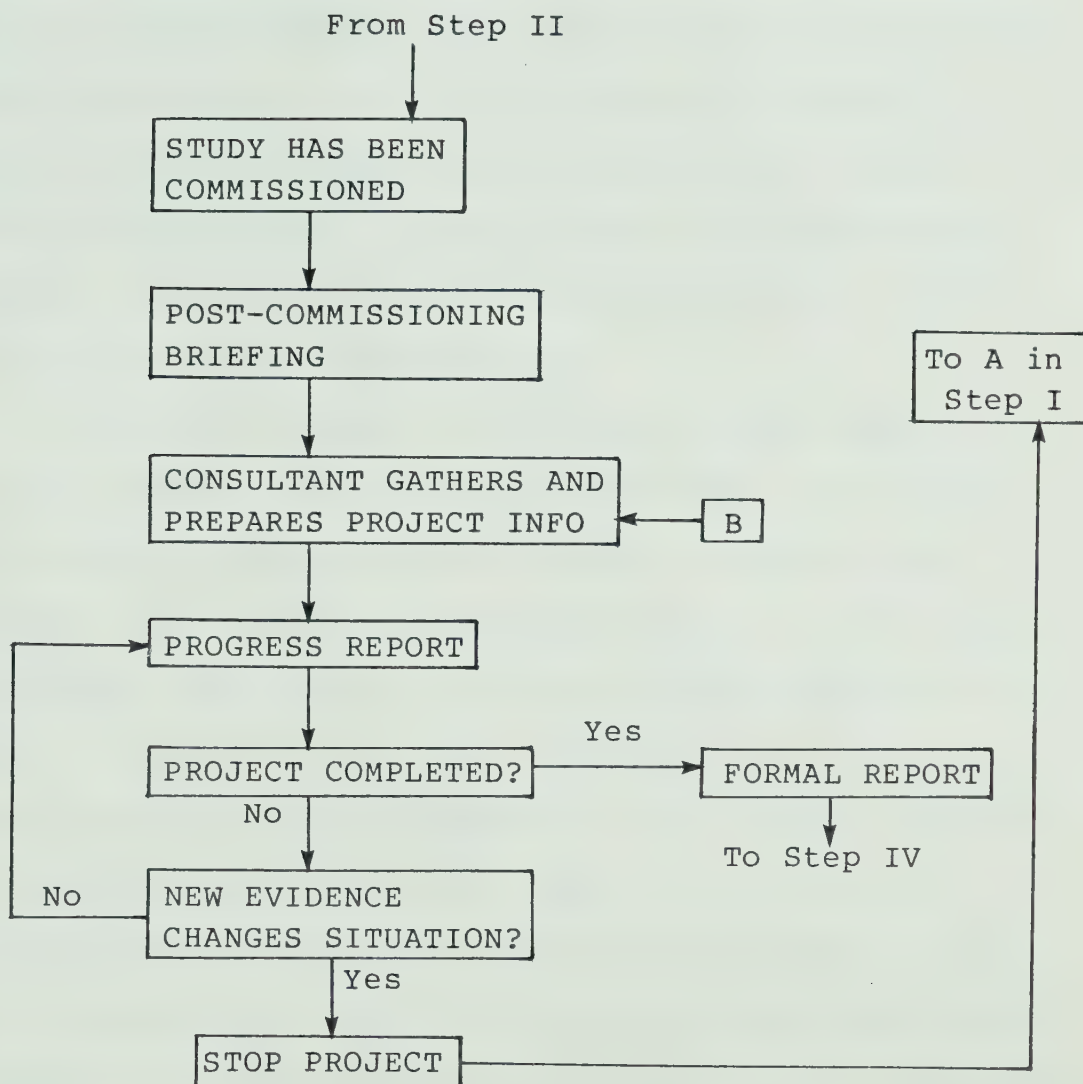 From Step II
STUDY HAS BEEN
COMMISSIONED
POST-COMMISSIONING
BRIEFING
To A in
Step I
CONSULTANT GATHERS AND
PREPARES PROJECT INFO
B
PROGRESS REPORT
Yes
PROJECT COMPLETED?
FORMAL REPORT
No
To Step IV
No
NEW EVIDENCE
CHANGES SITUATION?
Yes
STOP PROJECT